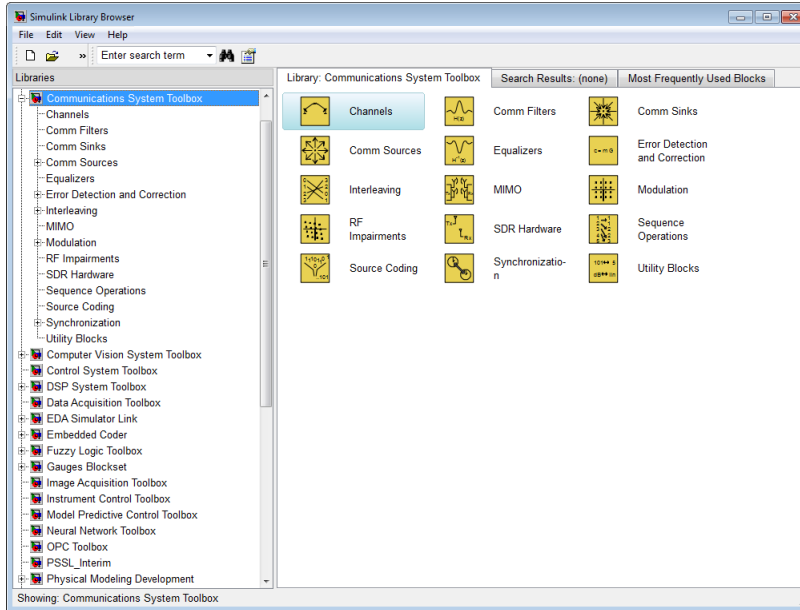 Simulink Library Browser
File Edit View Help
» Enter search term
Libraries
Communications System Toolbox
Channels
Comm Filters
Comm Sinks
Comm Sources
Equalizers
Error Detection and Correction
Interleaving
MIMO
Modulation
RF Impairments
SDR Hardware
Sequence Operations
Source Coding
Synchronization
Utility Blocks
Computer Vision System Toolbox
Control System Toolbox
DSP System Toolbox
Data Acquisition Toolbox
EDA Simulator Link
Embedded Coder
Fuzzy Logic Toolbox
Gauges Blockset
Image Acquisition Toolbox
Instrument Control Toolbox
Model Predictive Control Toolbox
Neural Network Toolbox
OPC Toolbox
PSSL_Interim
Physical Modeling Development
Library: Communications System Toolbox Search Results: (none) Most Frequently Used Blocks
Channels Comm Filters Comm Sinks
Comm Sources Equalizers Error Detection
and Correction
Interleaving MIMO Modulation
RF
Impairments SDR Hardware Sequence
Operations
Source Coding Synchronizatio-
n Utility Blocks
Showing: Communications System Toolbox